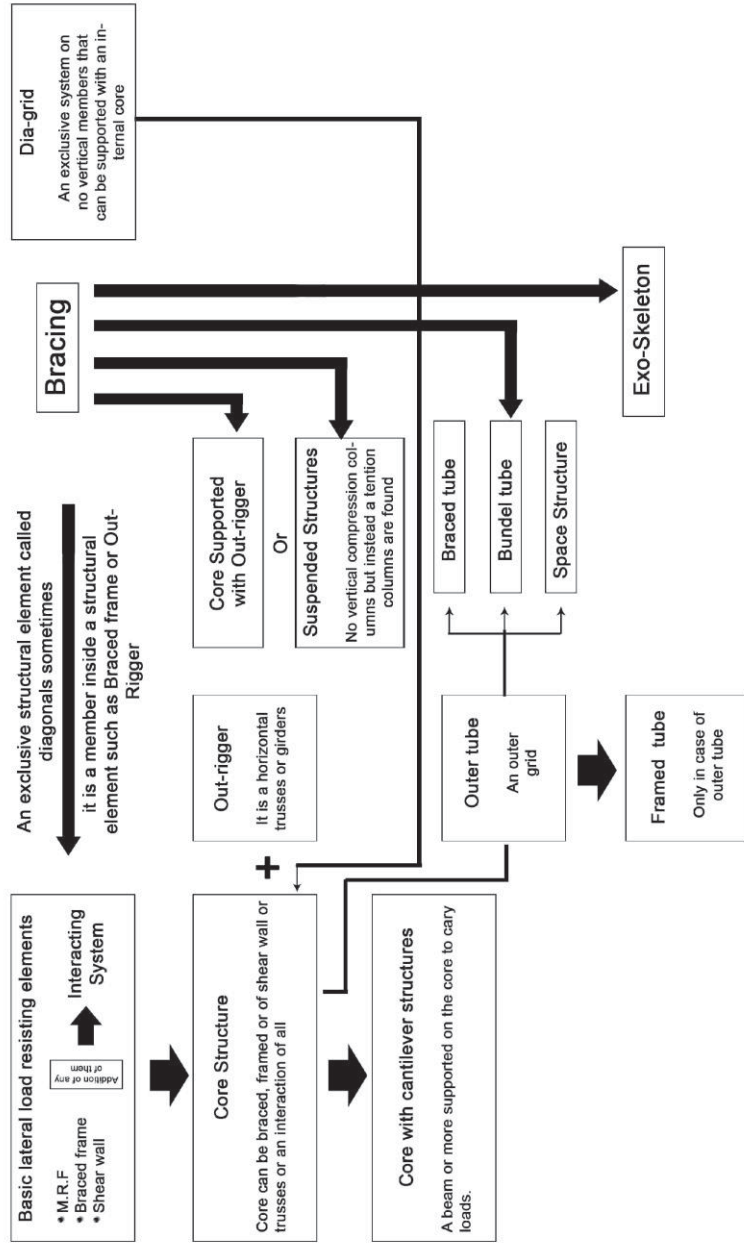 Basic lateral load resisting elements
* M.R.F
* Braced frame
* Shear wall
Addition of any
of them
Interacting
System
An exclusive structural element called
diagonals sometimes
it is a member inside a structural
element such as Braced frame or Out-
Rigger
Bracing
Dia-grid
An exclusive system on
no vertical members that
can be supported with an in-
ternal core
Core Structure
Core can be braced, framed or of shear wall or
trusses or an interaction of all
+
Out-rigger
It is a horizontal
trusses or girders
Core Supported
with Out-rigger
Or
Suspended Structures
No vertical compression col-
umns but instead a tention
columns are found
Core with cantilever structures
A beam or more supported on the core to cary
loads.
Outer tube
An outer
grid
Braced tube
Bundel tube
Space Structure
Framed tube
Only in case of
outer tube
Exo-Skeleton